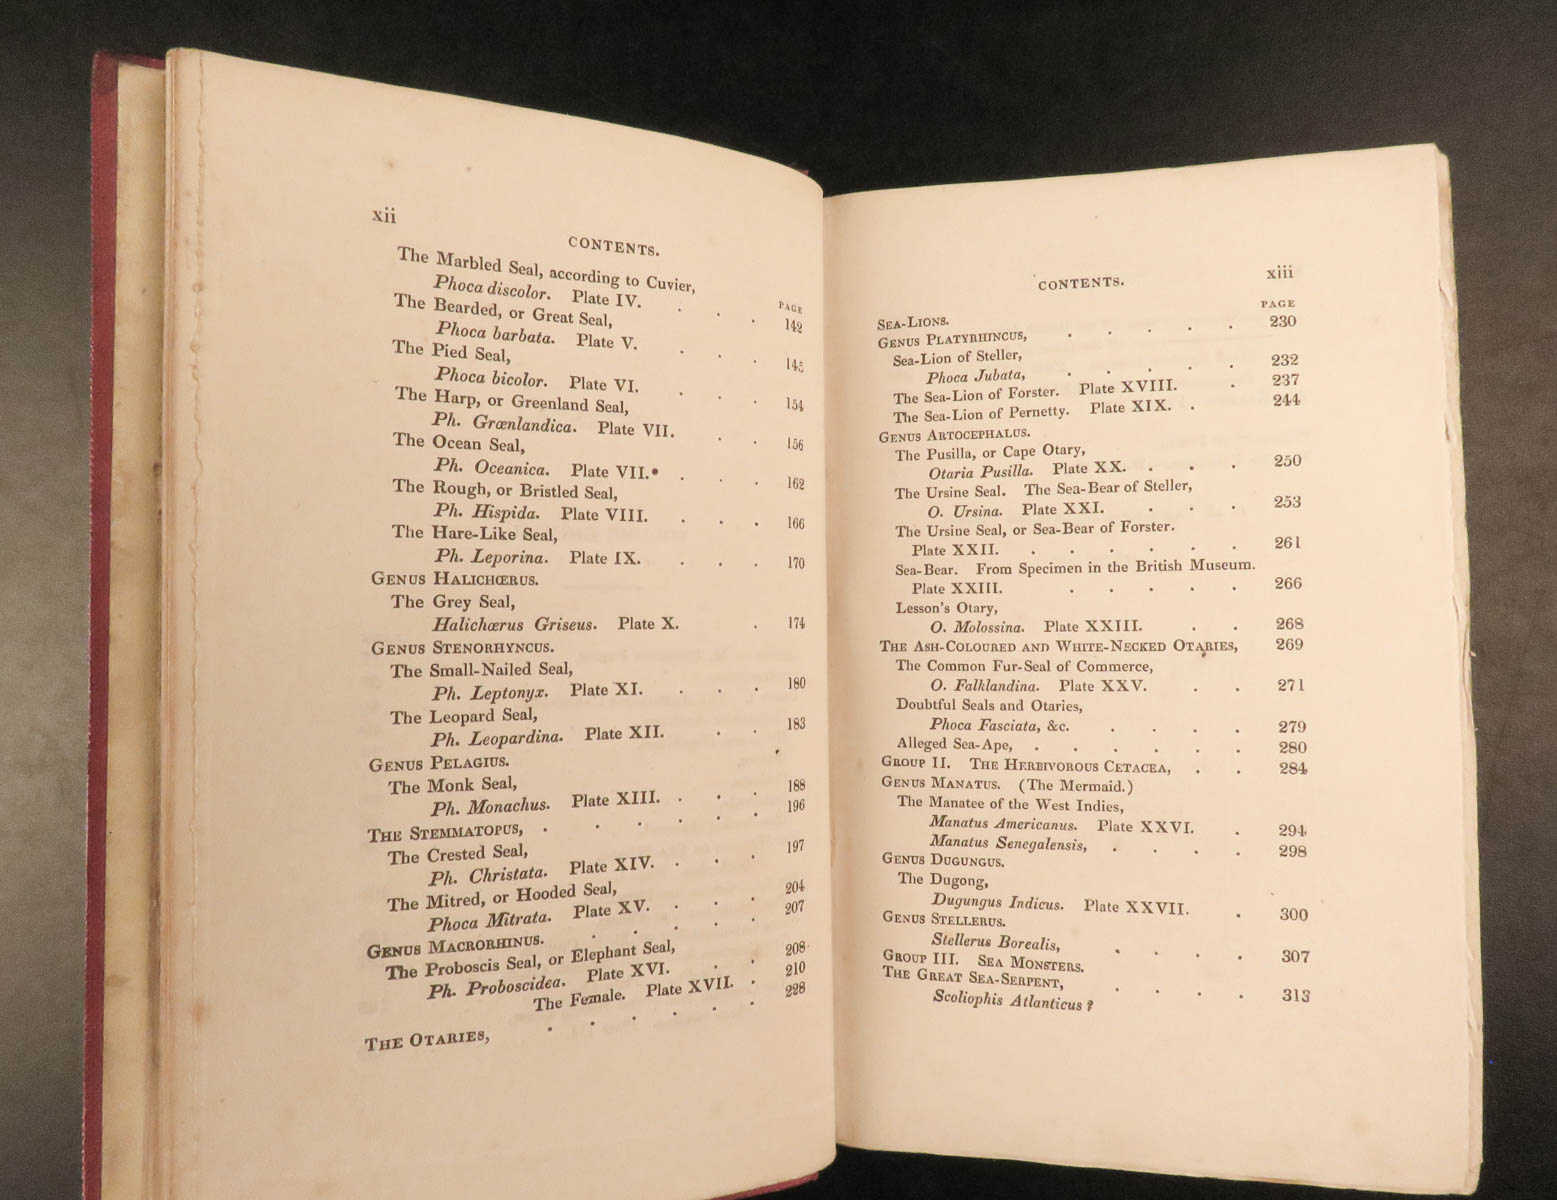 xii
CONTENTS.
PAGE
The Marbled Seal, according to Cuvier,
Phoca discolor. Plate IV. . . . 142
The Bearded, or Great Seal,
Phoca barbata. Plate V. . . . 145
The Pied Seal,
Phoca bicolor. Plate VI. . . . 154
The Harp, or Greenland Seal,
Ph. Grœnlandica. Plate VII. . . 156
The Ocean Seal,
Ph. Oceanica. Plate VII.* . . . 162
The Rough, or Bristled Seal,
Ph. Hispida. Plate VIII. . . . 166
The Hare-Like Seal,
Ph. Leporina. Plate IX. . . . 170
Genus Halichœrus.
The Grey Seal,
Halichœrus Griseus. Plate X. . 174
Genus Stenorhyncus.
The Small-Nailed Seal,
Ph. Leptonyx. Plate XI. . . . 180
The Leopard Seal,
Ph. Leopardina. Plate XII. . . 183
Genus Pelagius.
The Monk Seal,
Ph. Monachus. Plate XIII. . . . 188
The Stemmatopus, . . . . . 196
The Crested Seal,
Ph. Christata. Plate XIV. . . . 197
The Mitred, or Hooded Seal,
Phoca Mitrata. Plate XV. . . . 204
Genus Macrorhinus. . . . . . 207
The Proboscis Seal, or Elephant Seal,
Ph. Proboscidea. Plate XVI. . . 208
The Female. Plate XVII. . 210
The Otaries, . . . . . . 228
CONTENTS.
xiii
PAGE
Sea-Lions.
Genus Platyrhincus, . . . . . 230
Sea-Lion of Steller,
Phoca Jubata, . . . . . 232
The Sea-Lion of Forster. Plate XVIII. . 237
The Sea-Lion of Pernetty. Plate XIX. . 244
Genus Artocephalus.
The Pusilla, or Cape Otary,
Otaria Pusilla. Plate XX. . . . 250
The Ursine Seal. The Sea-Bear of Steller,
O. Ursina. Plate XXI. . . . 253
The Ursine Seal, or Sea-Bear of Forster.
Plate XXII. . . . . . . 261
Sea-Bear. From Specimen in the British Museum.
Plate XXIII. . . . . . 266
Lesson's Otary,
O. Molossina. Plate XXIII. . . 268
The Ash-Coloured and White-Necked Otaries, 269
The Common Fur-Seal of Commerce,
O. Falklandina. Plate XXV. . . 271
Doubtful Seals and Otaries,
Phoca Fasciata, &c. . . . . 279
Alleged Sea-Ape, . . . . . . 280
Group II. The Herbivorous Cetacea, . . 284
Genus Manatus. (The Mermaid.)
The Manatee of the West Indies,
Manatus Americanus. Plate XXVI. . 294
Manatus Senegalensis, . . . . 298
Genus Dugungus.
The Dugong,
Dugungus Indicus. Plate XXVII. . 300
Genus Stellerus.
Stellerus Borealis, . . . . 307
Group III. Sea Monsters.
The Great Sea-Serpent, . . . 313
Scoliophis Atlanticus?